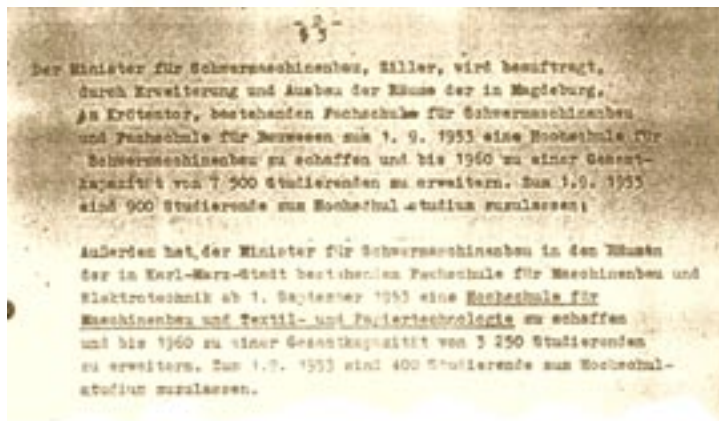 - 2 -
§ 3
Der Minister für Schwermaschinenbau, Ziller, wird beauftragt,
durch Erweiterung und Ausbau der Räume der in Magdeburg,
Am Krötentor, bestehenden Fachschule für Schwermaschinenbau
und Fachschule für Bauwesen zum 1. 9. 1953 eine Hochschule für
Schwermaschinenbau zu schaffen und bis 1960 zu einer Gesamt-
kapazität von 7 500 Studierenden zu erweitern. Zum 1.9. 1953
sind 900 Studierende zum Hochschulstudium zuzulassen;
Außerdem hat der Minister für Schwermaschinenbau in den Räumen
der in Karl-Marx-Stadt bestehenden Fachschule für Maschinenbau und
Elektrotechnik ab 1. September 1953 eine Hochschule für
Maschinenbau und Textil- und Papiertechnologie zu schaffen
und bis 1960 zu einer Gesamtkapazität von 3 250 Studierenden
zu erweitern. Zum 1.9. 1953 sind 400 Studierende zum Hochschul-
studium zuzulassen.